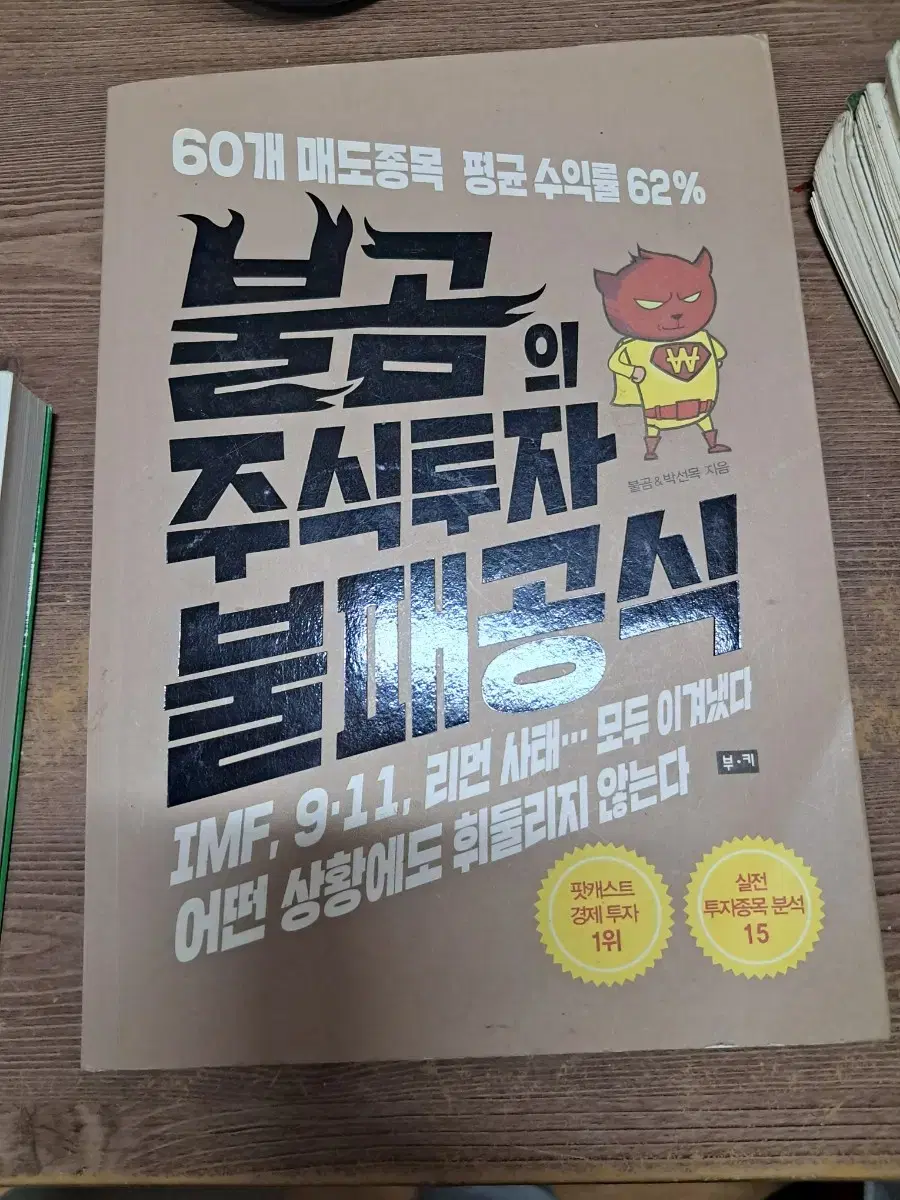 60개 매도종목 평균 수익률 62%
불곰의
주식투자
불패공식
₩
불곰&박선목 지음
IMF, 9·11, 리먼 사태… 모두 이겨냈다
어떤 상황에도 휘둘리지 않는다
부·키
팟캐스트
경제 투자
1위
실전
투자종목 분석
15